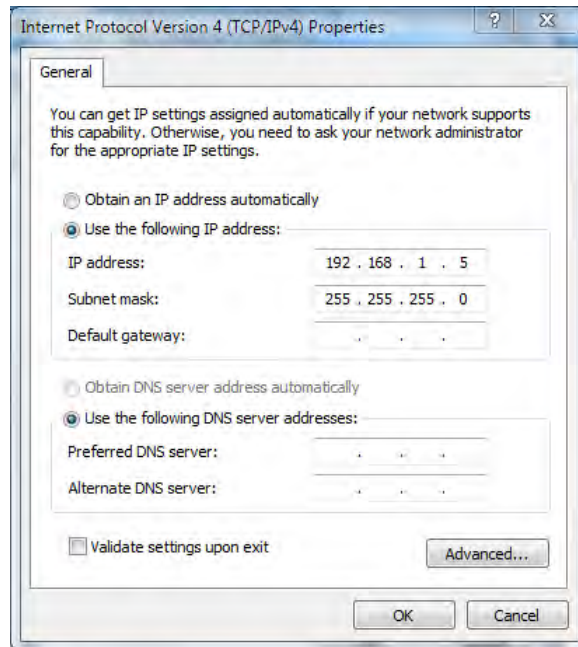 Internet Protocol Version 4 (TCP/IPv4) Properties
General
You can get IP settings assigned automatically if your network supports
this capability. Otherwise, you need to ask your network administrator
for the appropriate IP settings.
Obtain an IP address automatically
Use the following IP address:
IP address: 192 . 168 . 1 . 5
Subnet mask: 255 . 255 . 255 . 0
Default gateway: . . .
Obtain DNS server address automatically
Use the following DNS server addresses:
Preferred DNS server: . . .
Alternate DNS server: . . .
Validate settings upon exit
Advanced...
OK Cancel